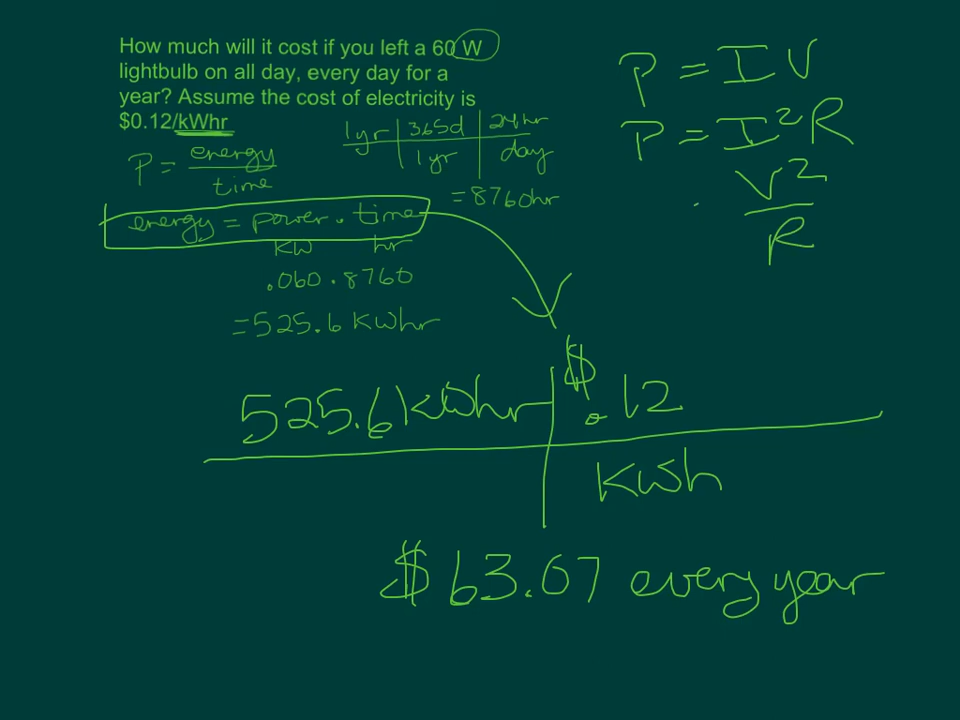 How much will it cost if you left a 60 W
lightbulb on all day, every day for a
year? Assume the cost of electricity is
$0.12/kWhr
P = energy
time
1yr 365d 24hr
1yr day
= 8760hr
energy = power · time
KW hr
.060 · 8760
= 525.6 KWhr
525.6 KWhr $ .12
KWh
$63.07 every year
P = I V
P = I²R
V²
R